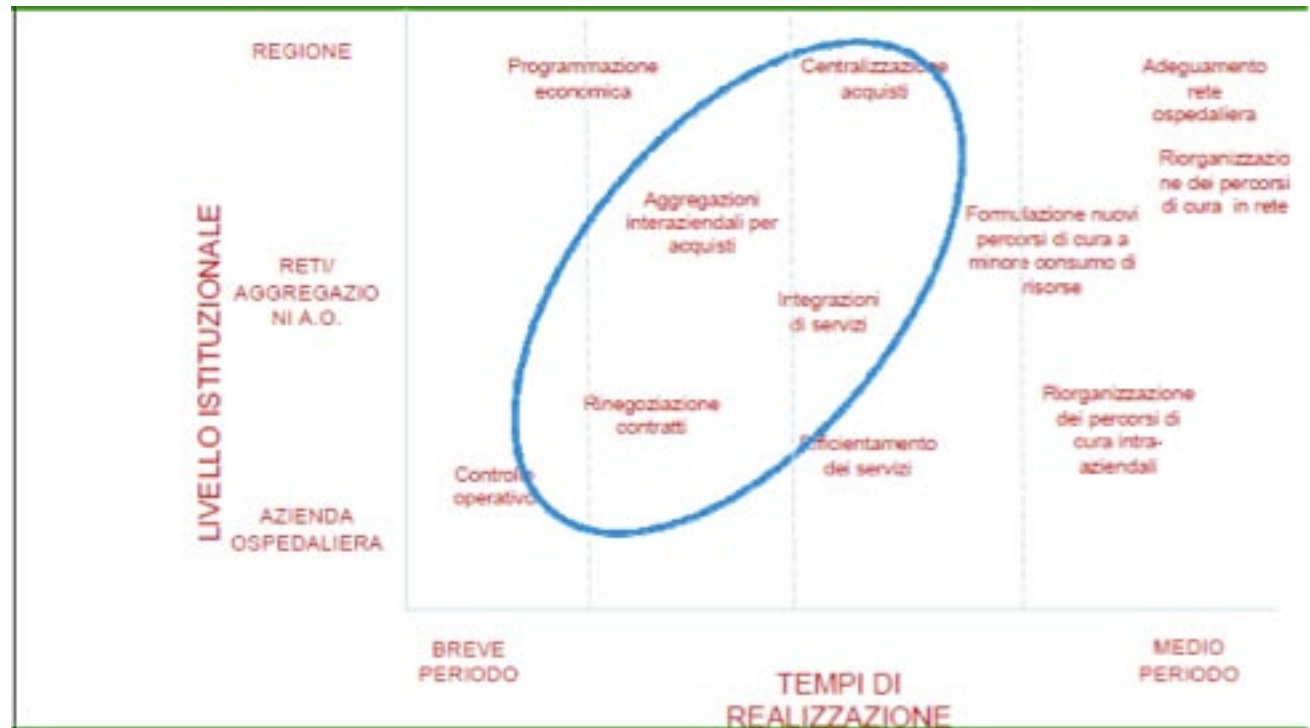 REGIONE
Programmazione
economica
Centralizzazione
acquisti
Adeguamento
rete
ospedaliera
Riorganizzazio
ne dei percorsi
di cura in rete
Aggregazioni
interaziendali per
acquisti
Formulazione nuovi
percorsi di cura a
minore consumo di
risorse
LIVELLO ISTITUZIONALE
RETI/
AGGREGAZIO
NI A.O.
Integrazioni
di servizi
Rinegoziazione
contratti
Riorganizzazione
dei percorsi di
cura intra-
aziendali
Efficientamento
dei servizi
Controllo
operativo
AZIENDA
OSPEDALIERA
BREVE
PERIODO
MEDIO
PERIODO
TEMPI DI
REALIZZAZIONE